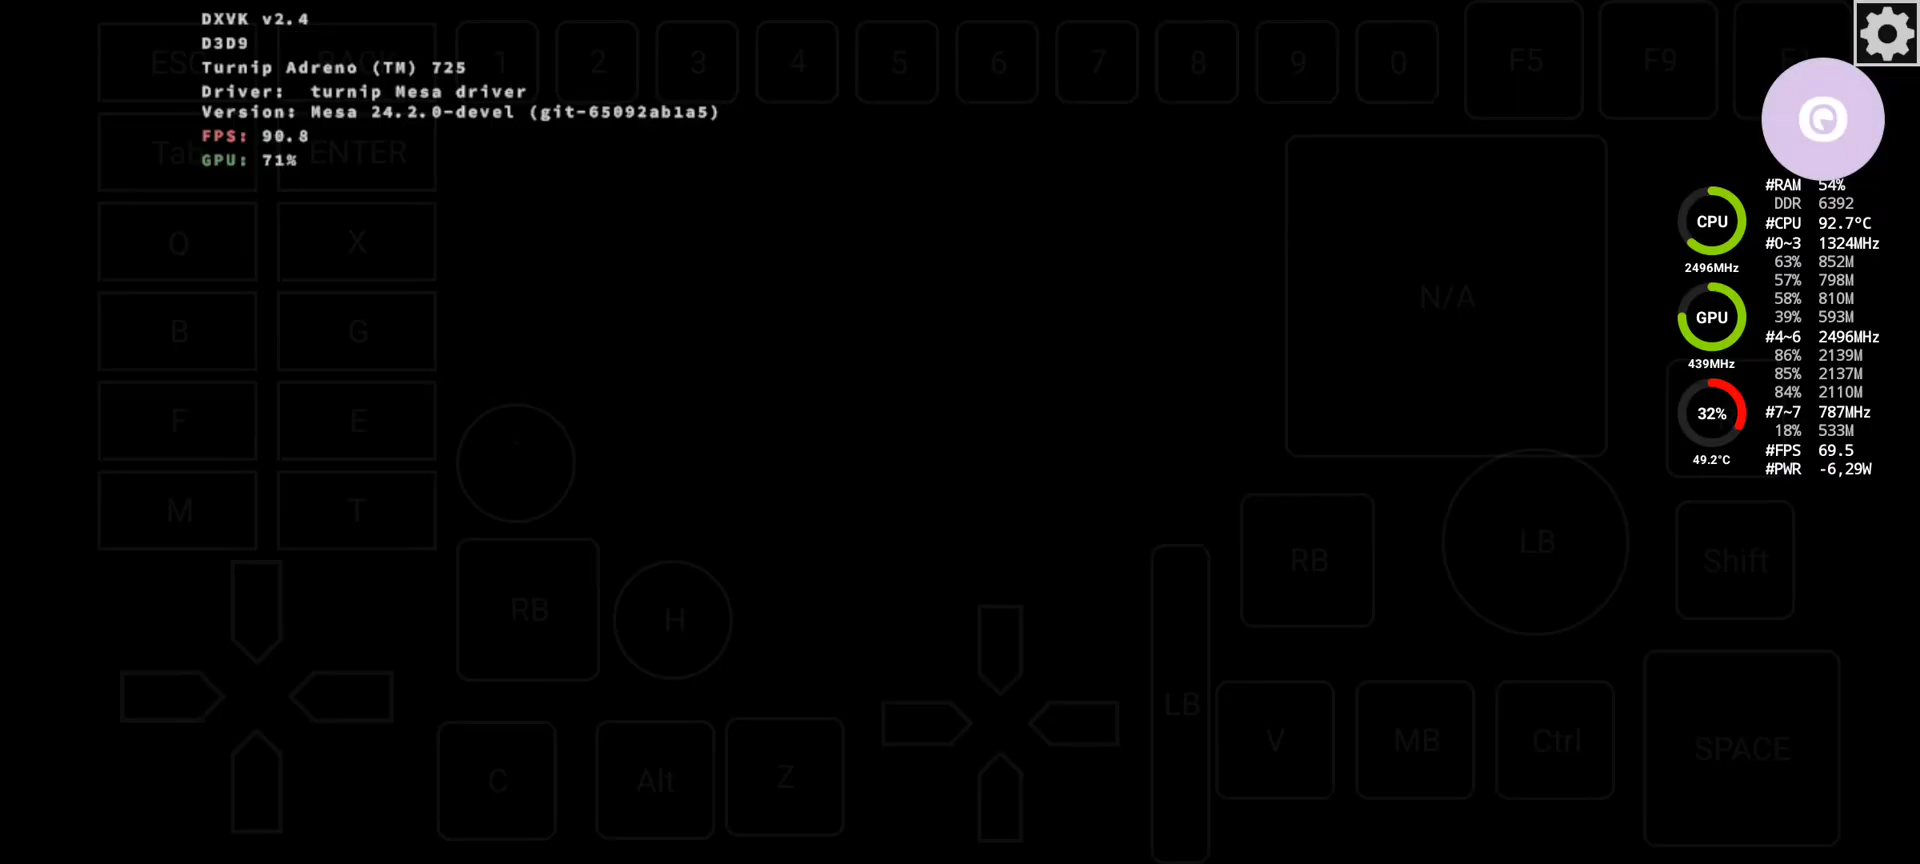 DXVK v2.4
D3D9
Turnip Adreno (TM) 725
Driver: turnip Mesa driver
Version: Mesa 24.2.0-devel (git-65092ab1a5)
FPS: 90.8
GPU: 71%
1 2 3 4 5 6 7 8 9 0 F5 F9
ENTER
#RAM 54%
DDR 6392
#CPU 92.7°C
#0~3 1324MHz
63% 852M
57% 798M
58% 810M
39% 593M
#4~6 2496MHz
86% 2139M
85% 2137M
84% 2110M
#7~7 787MHz
18% 533M
#FPS 69.5
#PWR -6,29W
CPU
2496MHz
GPU
439MHz
32%
49.2°C
Q X
B G
F E
M T
N/A
RB H
RB LB Shift
C Alt Z
LB
V MB Ctrl SPACE